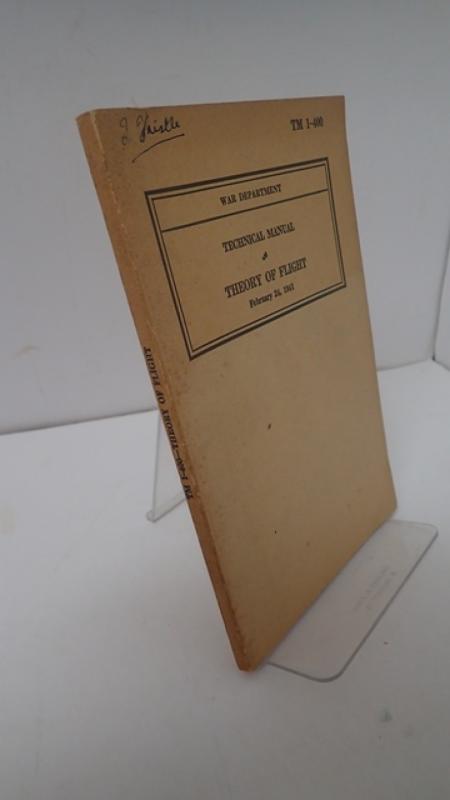 TM 1-400
WAR DEPARTMENT
TECHNICAL MANUAL
THEORY OF FLIGHT
February 24, 1941
TM 1-400—THEORY OF FLIGHT